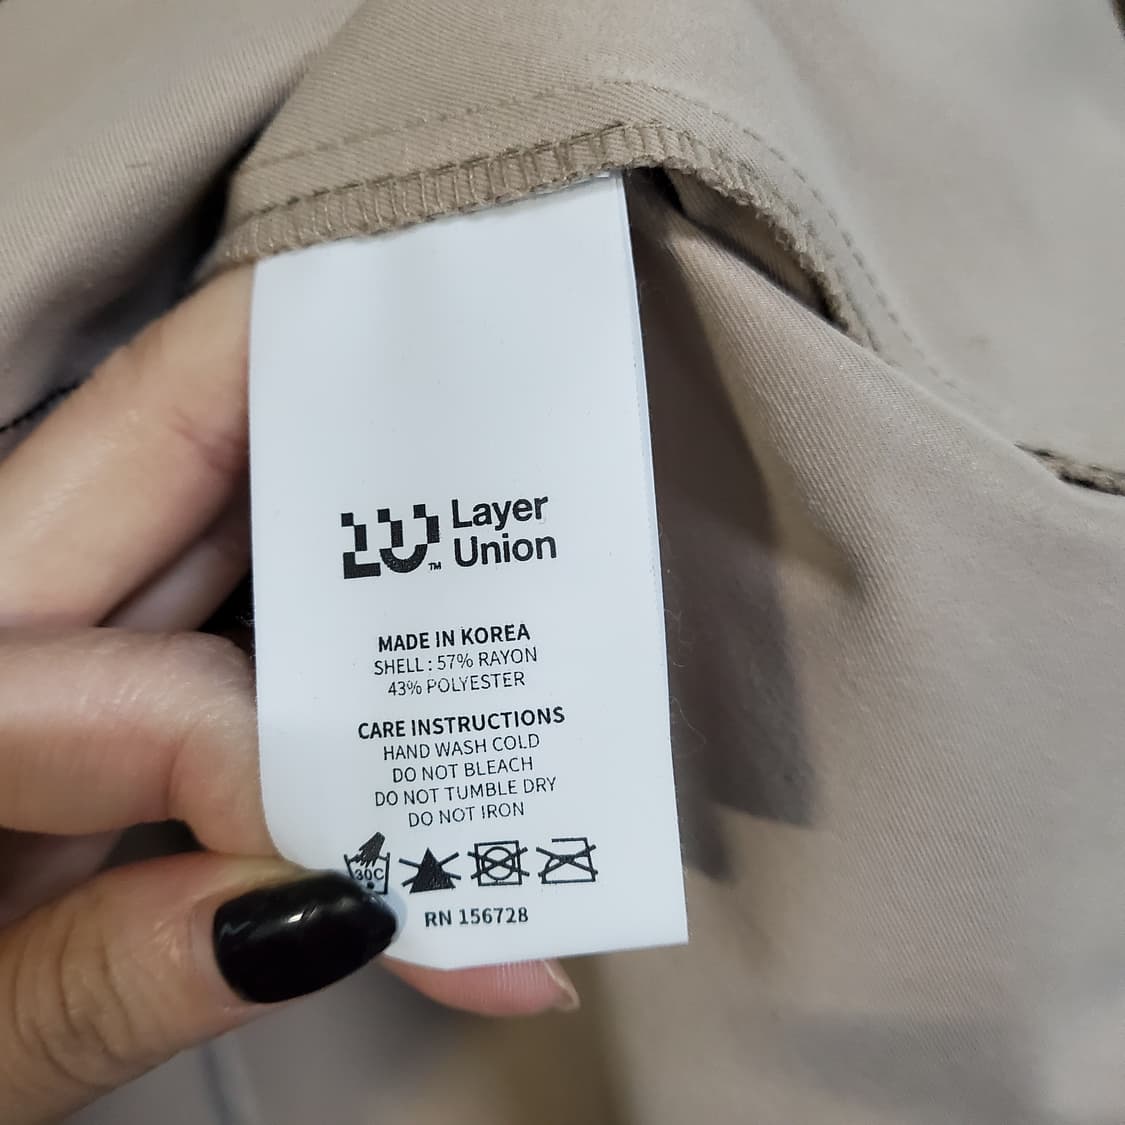 Layer
Union
™
MADE IN KOREA
SHELL : 57% RAYON
43% POLYESTER
CARE INSTRUCTIONS
HAND WASH COLD
DO NOT BLEACH
DO NOT TUMBLE DRY
DO NOT IRON
30C
RN 156728